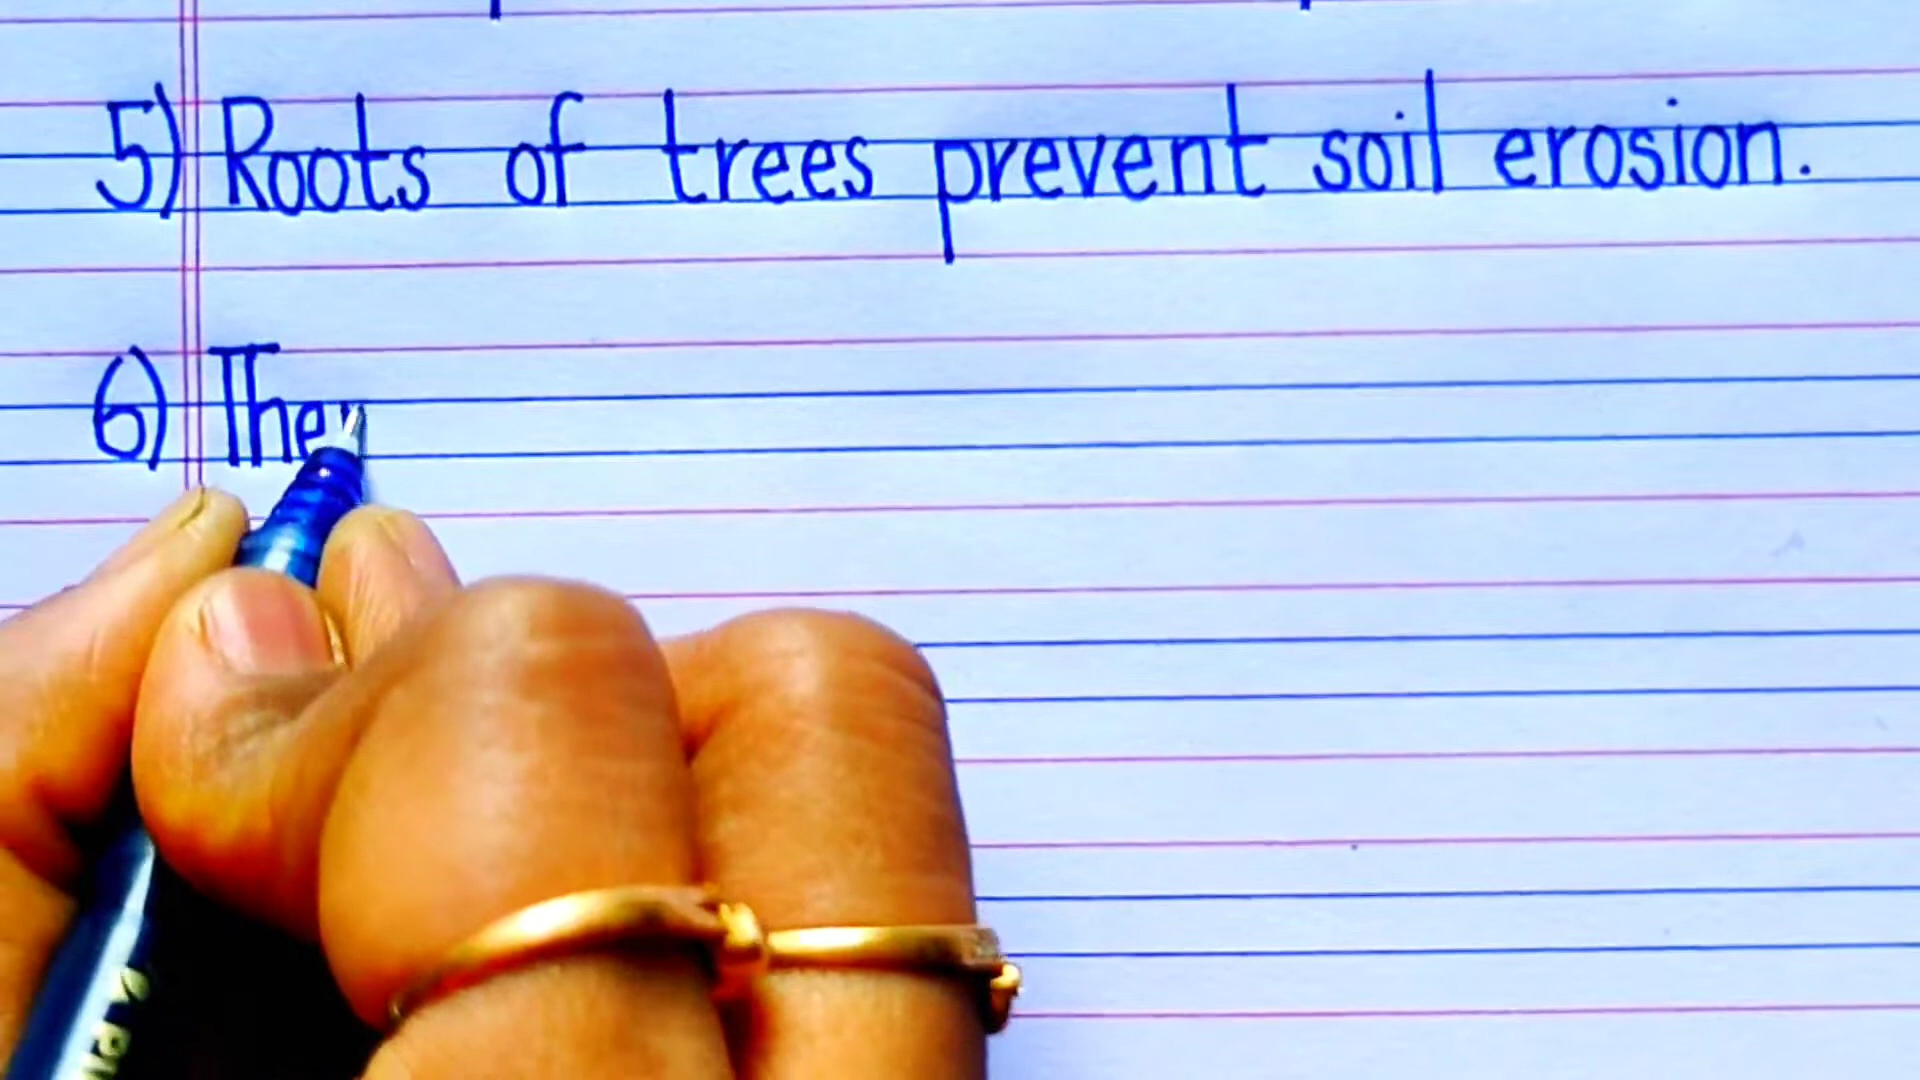 5) Roots of trees prevent soil erosion.
6) The